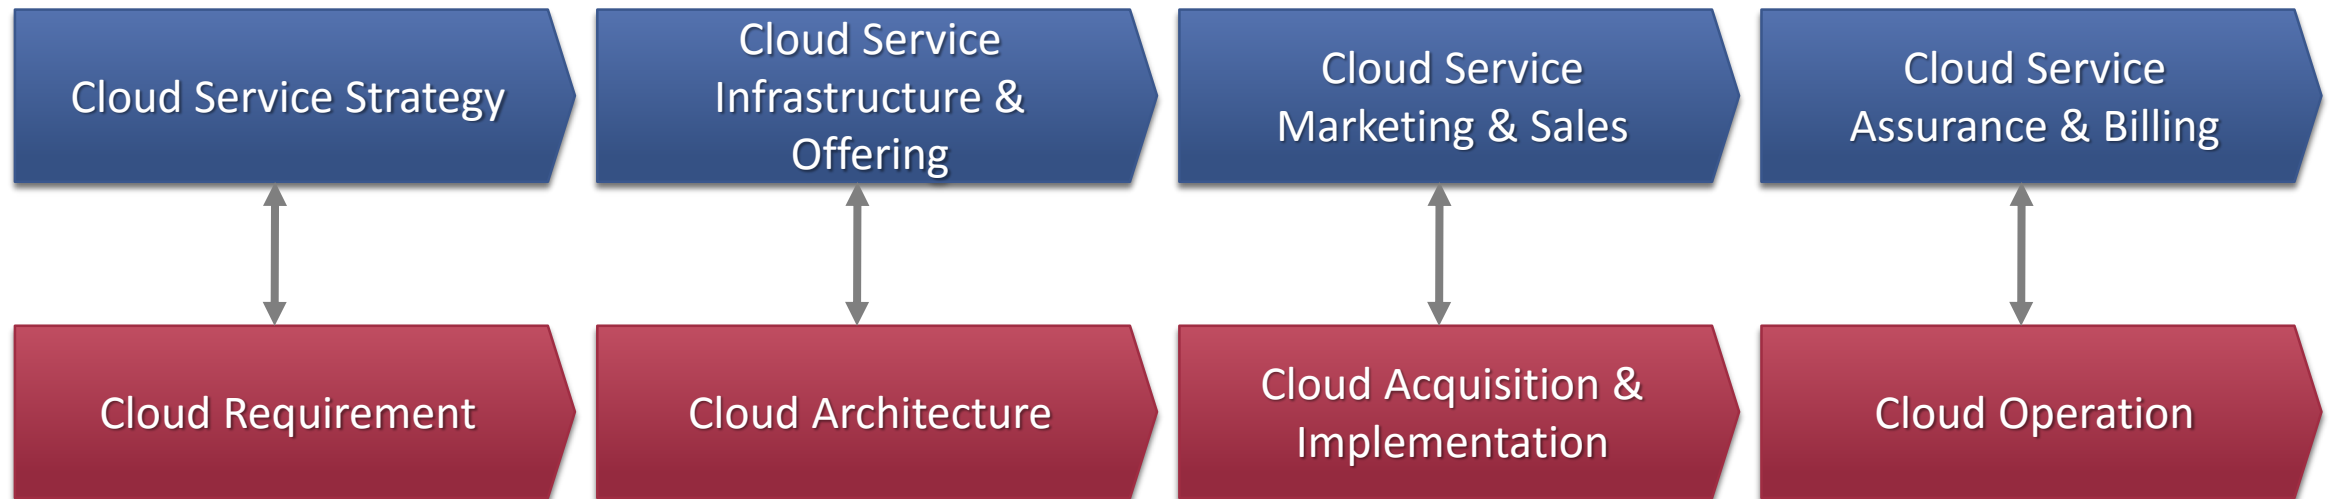 Cloud Service Strategy
Cloud Service
Infrastructure &
Offering
Cloud Service
Marketing & Sales
Cloud Service
Assurance & Billing
Cloud Requirement
Cloud Architecture
Cloud Acquisition &
Implementation
Cloud Operation